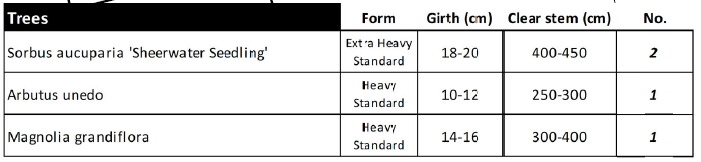 Trees Form Girth (cm) Clear stem (cm) No.
Sorbus aucuparia 'Sheerwater Seedling' Extra Heavy Standard 18-20 400-450 2
Arbutus unedo Heavy Standard 10-12 250-300 1
Magnolia grandiflora Heavy Standard 14-16 300-400 1